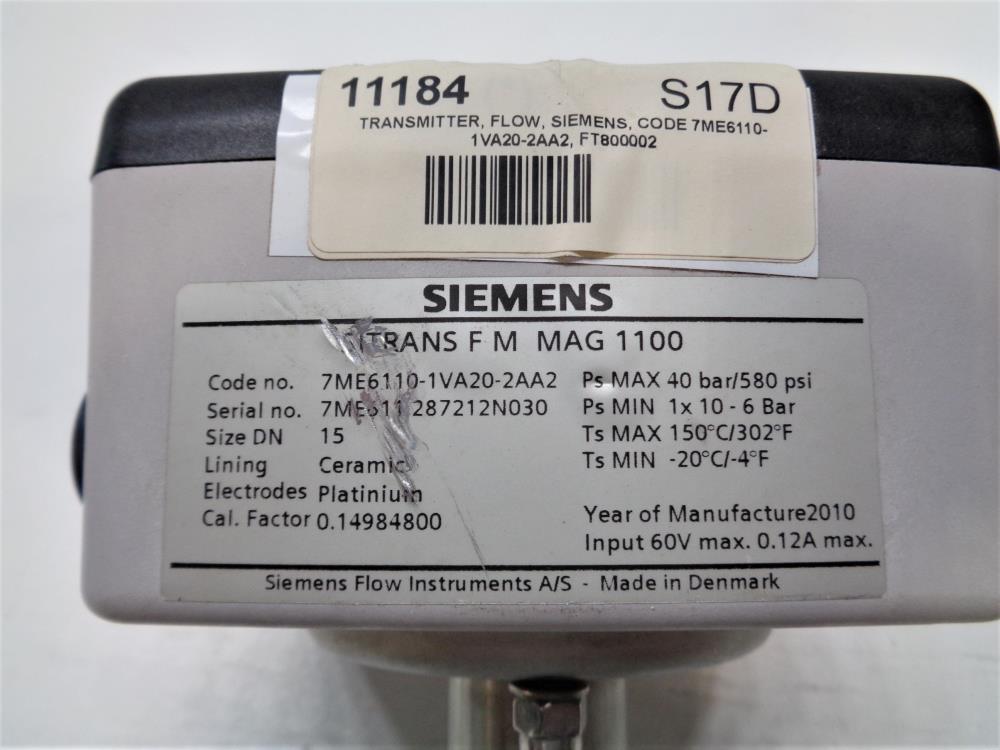 11184 S17D
TRANSMITTER, FLOW, SIEMENS, CODE 7ME6110-
1VA20-2AA2, FT800002
SIEMENS
SITRANS F M MAG 1100
Code no. 7ME6110-1VA20-2AA2 Ps MAX 40 bar/580 psi
Serial no. Ps MIN 1x 10 - 6 Bar
Size DN 15 Ts MAX 150°C/302°F
Lining Ceramic Ts MIN -20°C/-4°F
Electrodes Platinium
Cal. Factor 0.14984800 Year of Manufacture2010
Input 60V max. 0.12A max.
Siemens Flow Instruments A/S - Made in Denmark